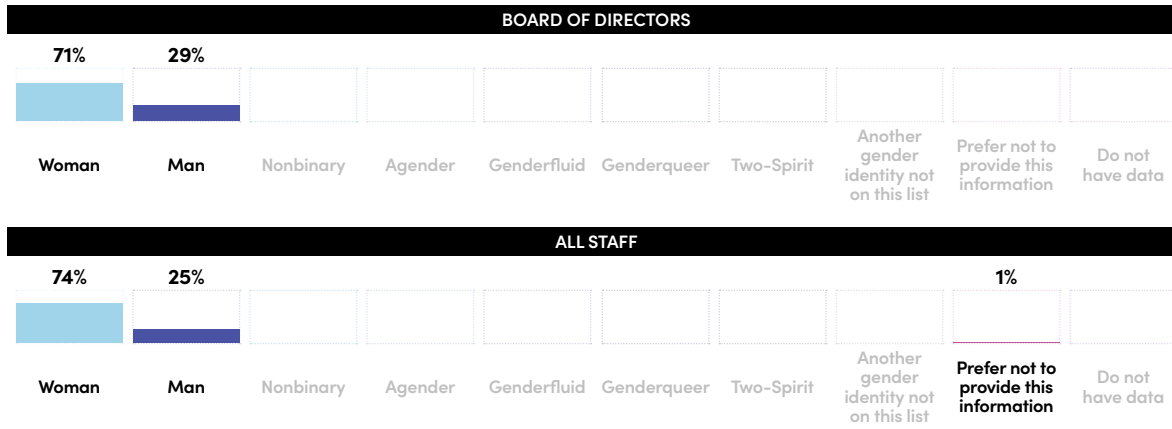 BOARD OF DIRECTORS
71% 29%
Woman Man Nonbinary Agender Genderfluid Genderqueer Two-Spirit Another
gender
identity not
on this list Prefer not to
provide this
information Do not
have data
ALL STAFF
74% 25% 1%
Woman Man Nonbinary Agender Genderfluid Genderqueer Two-Spirit Another
gender
identity not
on this list Prefer not to
provide this
information Do not
have data